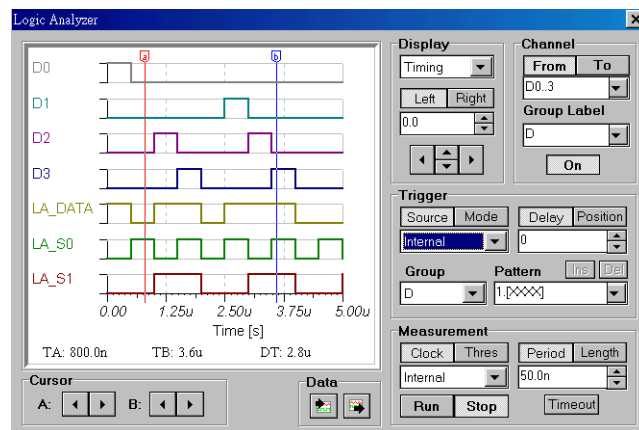 Logic Analyzer
a
b
D0
D1
D2
D3
LA_DATA
LA_S0
LA_S1
0.00 1.25u 2.50u 3.75u 5.00u
Time [s]
TA: 800.0n TB: 3.6u DT: 2.8u
Cursor
A: B:
Data
Display
Timing
Left Right
0.0
Channel
From To
D0..3
Group Label
D
On
Trigger
Source Mode Delay Position
Internal 0
Group Pattern Ins Del
D 1.[XXXX]
Measurement
Clock Thres Period Length
Internal 50.0n
Run Stop Timeout